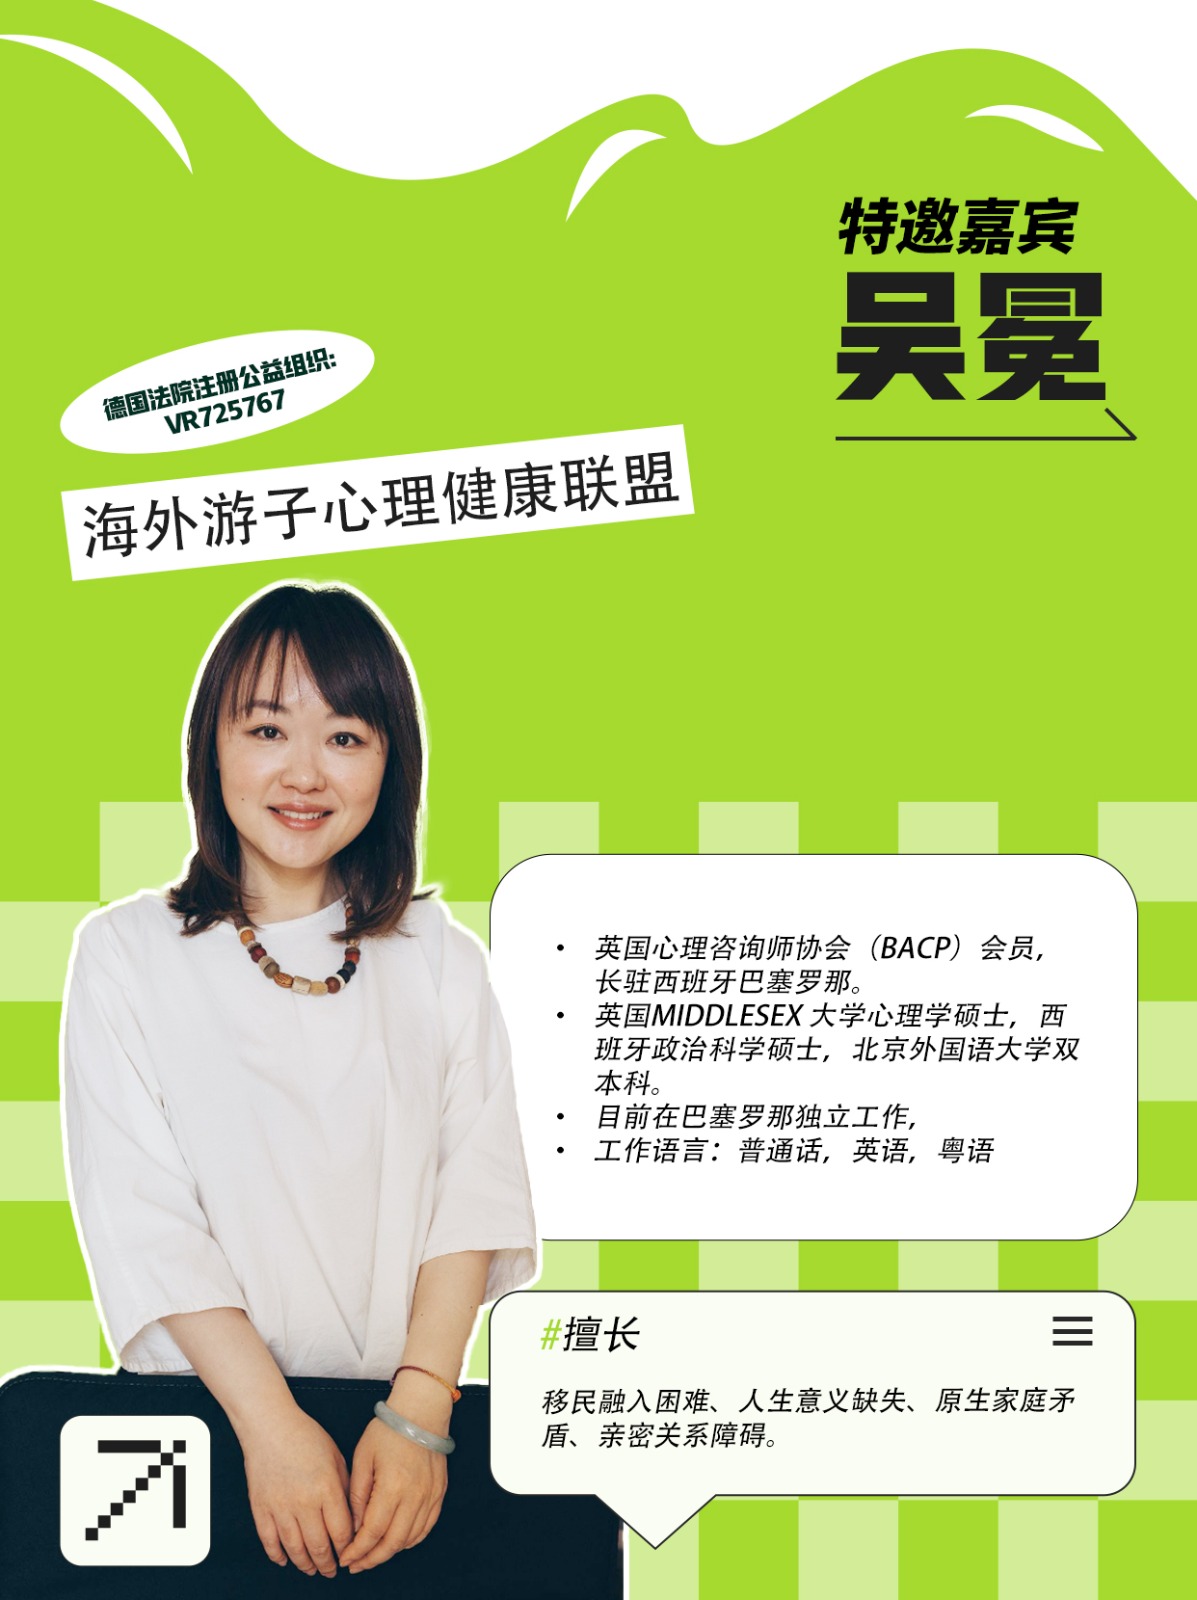 特邀嘉宾
吴冕
德国法院注册公益组织:
VR725767
海外游子心理健康联盟
• 英国心理咨询师协会（BACP）会员，
长驻西班牙巴塞罗那。
• 英国MIDDLESEX 大学心理学硕士，西
班牙政治科学硕士，北京外国语大学双
本科。
• 目前在巴塞罗那独立工作，
• 工作语言：普通话，英语，粤语
#擅长
移民融入困难、人生意义缺失、原生家庭矛
盾、亲密关系障碍。